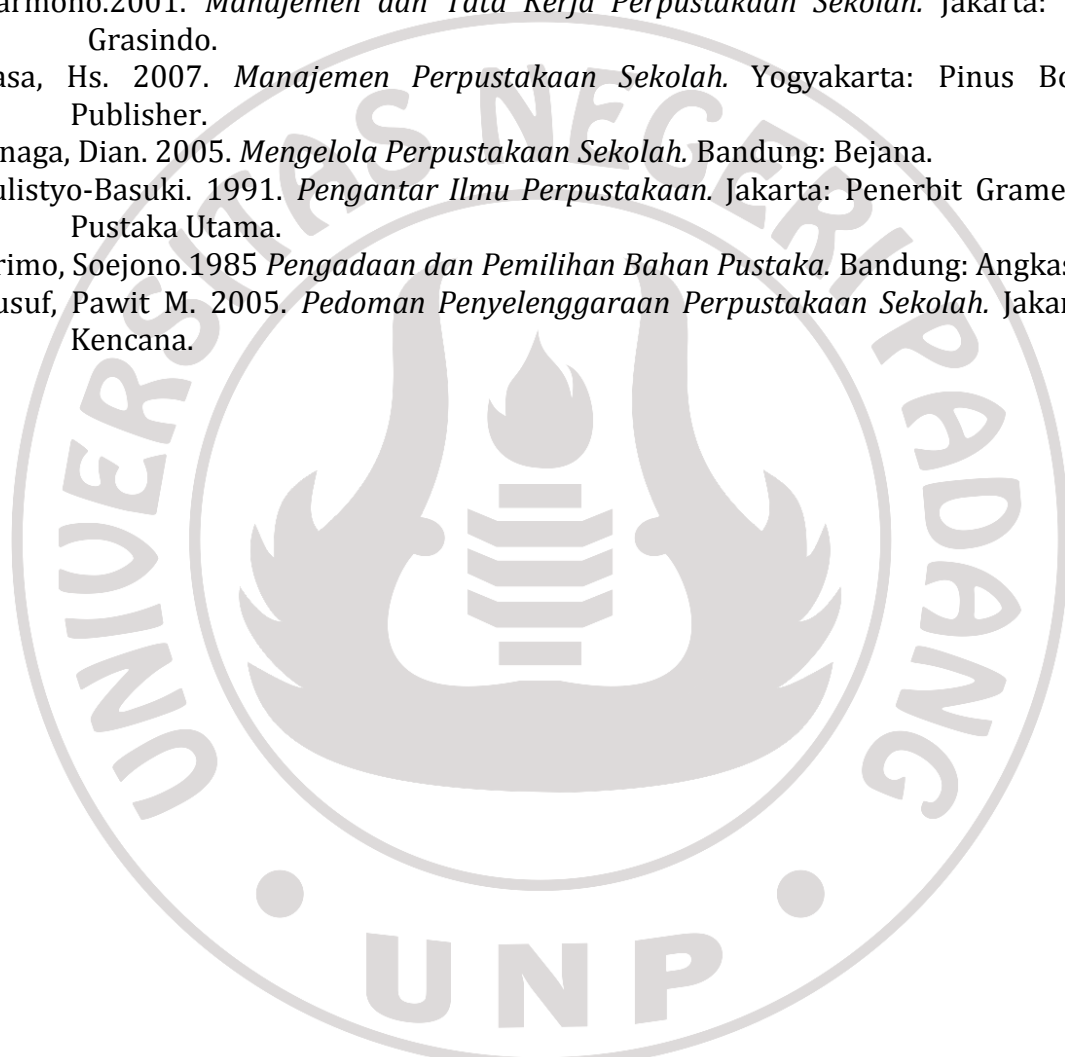 armono.2001. Manajemen dan Tata Kerja Perpustakaan Sekolah. Jakarta:
Grasindo.
asa, Hs. 2007. Manajemen Perpustakaan Sekolah. Yogyakarta: Pinus Bo
Publisher.
naga, Dian. 2005. Mengelola Perpustakaan Sekolah. Bandung: Bejana.
ulistyo-Basuki. 1991. Pengantar Ilmu Perpustakaan. Jakarta: Penerbit Grame
Pustaka Utama.
rimo, Soejono.1985 Pengadaan dan Pemilihan Bahan Pustaka. Bandung: Angkas
usuf, Pawit M. 2005. Pedoman Penyelenggaraan Perpustakaan Sekolah. Jakar
Kencana.
UNIVERSITAS NEGERI PADANG
UNP